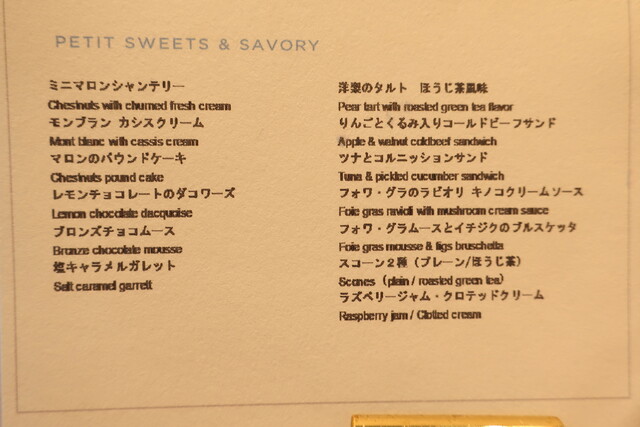 PETIT SWEETS & SAVORY
ミニマロンシャンテリー
Chestnuts with churned fresh cream
モンブラン カシスクリーム
Mont blanc with cassis cream
マロンのパウンドケーキ
Chestnuts pound cake
レモンチョコレートのダコワーズ
Lemon chocolate dacquoise
ブロンズチョコムース
Bronze chocolate mousse
塩キャラメルガレット
Salt caramel garrett
洋梨のタルト ほうじ茶風味
Pear tart with roasted green tea flavor
りんごとくるみ入りコールドビーフサンド
Apple & walnut coldbeef sandwich
ツナとコルニッションサンド
Tuna & pickled cucumber sandwich
フォワ・グラのラビオリ キノコクリームソース
Foie gras ravioli with mushroom cream sauce
フォワ・グラムースとイチジクのブルスケッタ
Foie gras mousse & figs bruschetta
スコーン2種（プレーン/ほうじ茶）
Scones (plain / roasted green tea)
ラズベリージャム・クロテッドクリーム
Raspberry jam / Clotted cream